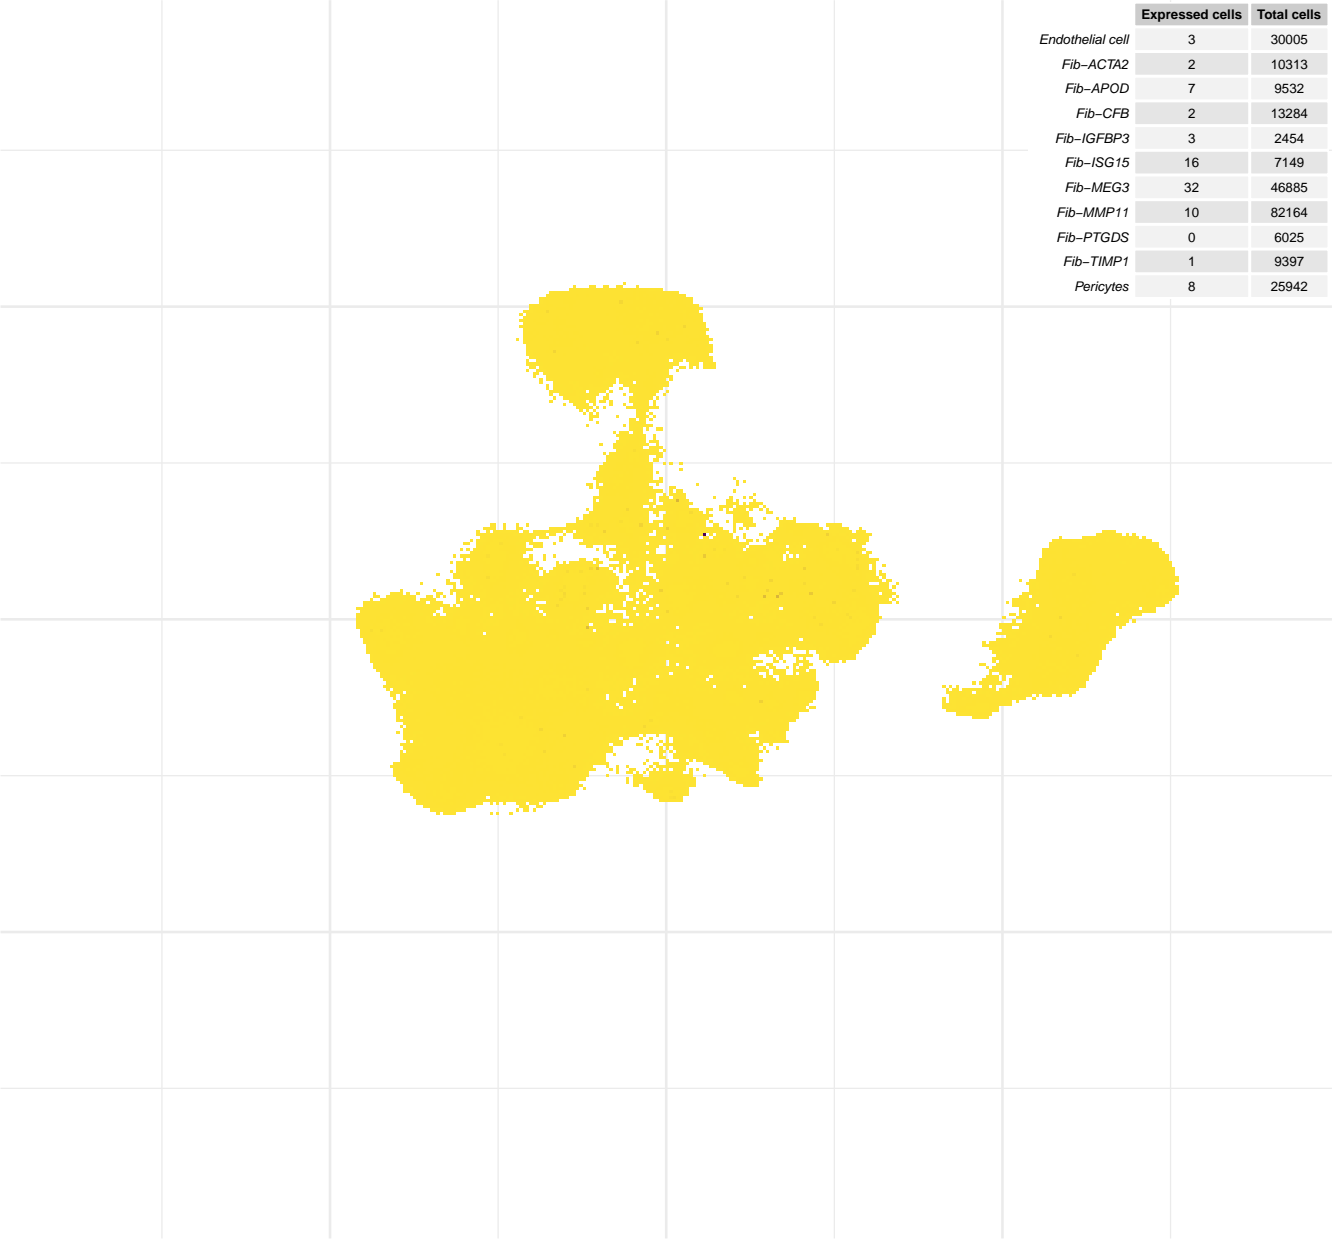 Expressed cells Total cells
Endothelial cell 3 30005
Fib−ACTA2 2 10313
Fib−APOD 7 9532
Fib−CFB 2 13284
Fib−IGFBP3 3 2454
Fib−ISG15 16 7149
Fib−MEG3 32 46885
Fib−MMP11 10 82164
Fib−PTGDS 0 6025
Fib−TIMP1 1 9397
Pericytes 8 25942